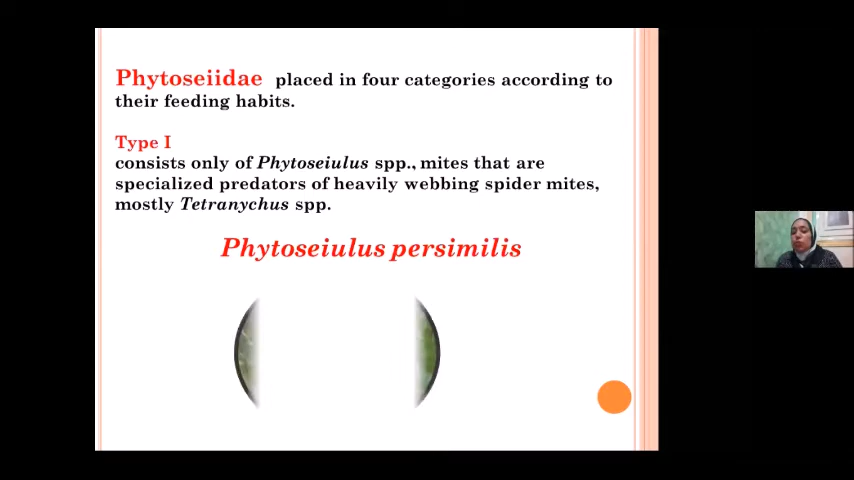 Phytoseiidae placed in four categories according to
their feeding habits.
Type I
consists only of Phytoseiulus spp., mites that are
specialized predators of heavily webbing spider mites,
mostly Tetranychus spp.
Phytoseiulus persimilis